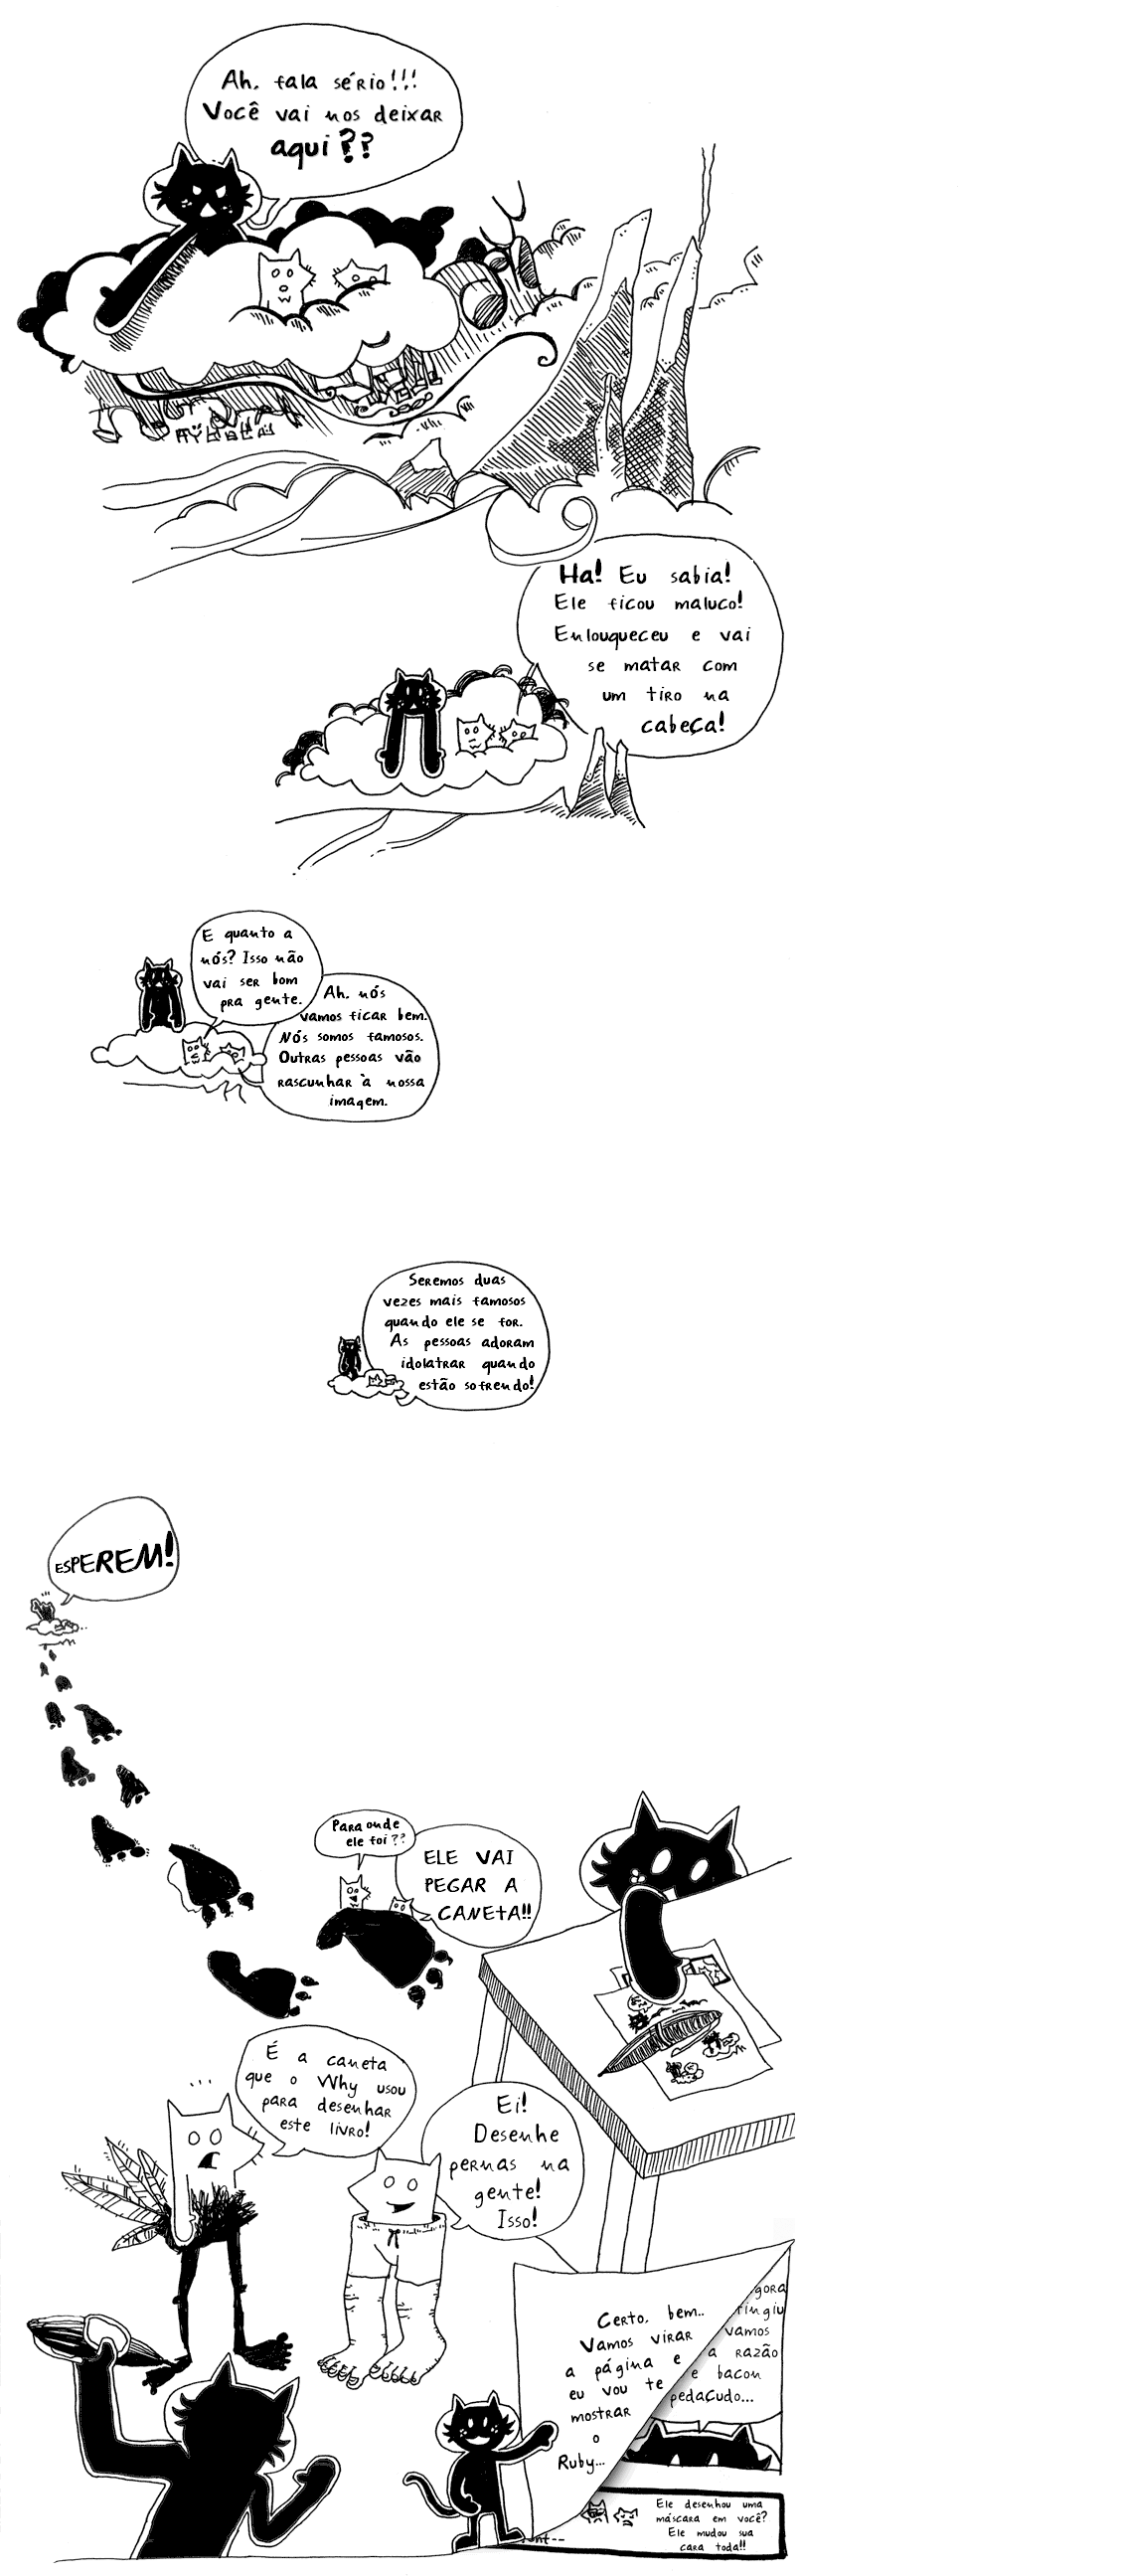 Ah, fala sério!!!
Você vai nos deixar
aqui??
Ha! Eu sabia!
Ele ficou maluco!
Enlouqueceu e vai
se matar com
um tiro na
cabeça!
E quanto a
nós? Isso não
vai ser bom
pra gente.
Ah, nós
vamos ficar bem.
Nós somos famosos.
Outras pessoas vão
rascunhar à nossa
imagem.
Seremos duas
vezes mais famosos
quando ele se for.
As pessoas adoram
idolatrar quando
estão sofrendo!
ESPEREM!
Para onde
ele foi??
ELE VAI
PEGAR A
CANETA!!
É a caneta
que o Why usou
para desenhar
este livro!
Ei!
Desenhe
pernas na
gente!
Isso!
Certo, bem..
Vamos virar
a página e
eu vou te
mostrar
o
Ruby...
gora
tingiu
vamos
a razão
e bacon
pedaçudo...
Ele desenhou uma
máscara em você?
Ele mudou sua
cara toda!!